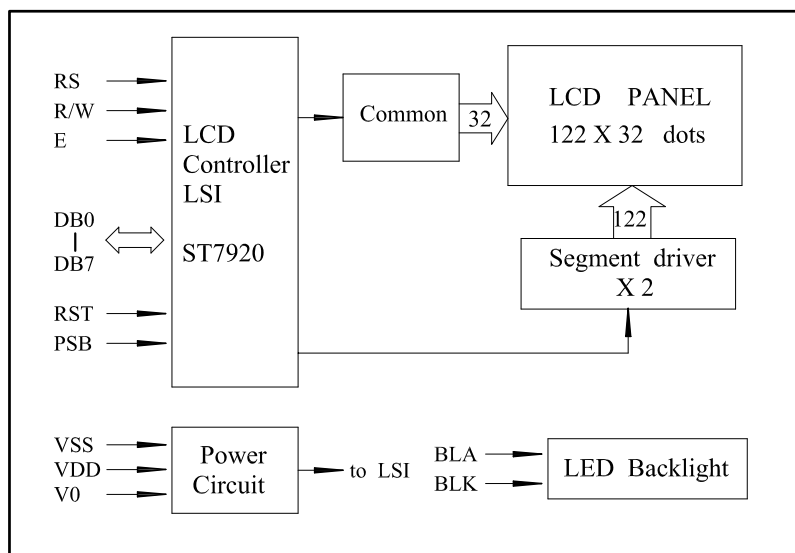 RS
R/W
E
DB0
DB7
RST
PSB
LCD
Controller
LSI
ST7920
Common
32
LCD PANEL
122 X 32 dots
122
Segment driver
X 2
VSS
VDD
V0
Power
Circuit
to LSI
BLA
BLK
LED Backlight